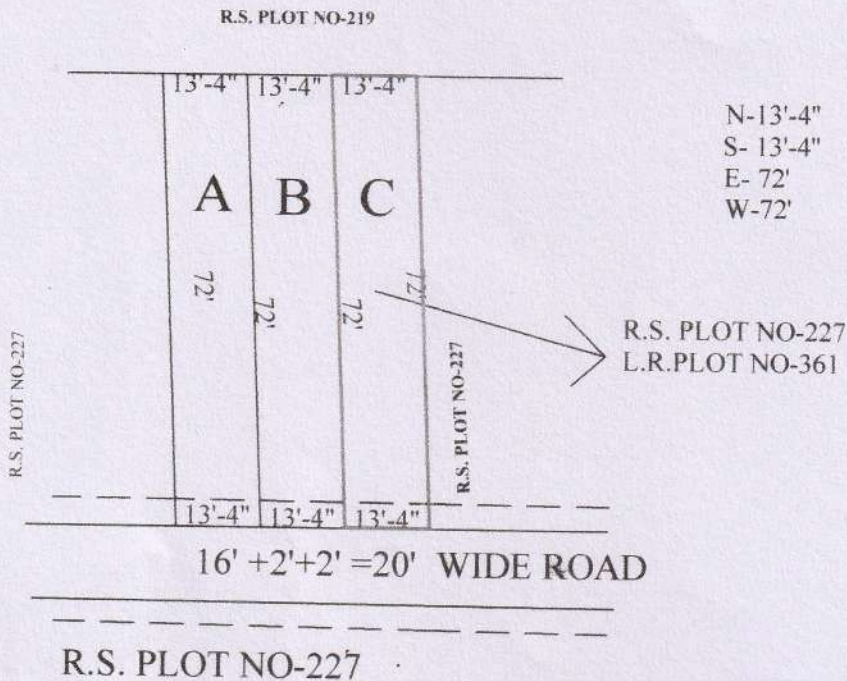 R.S. PLOT NO-219
13'-4" 13'-4" 13'-4"
N-13'-4"
S- 13'-4"
E- 72'
W-72'
A B C
72' 72' 72' 72'
R.S. PLOT NO-227
L.R.PLOT NO-361
R.S. PLOT NO-227
R.S. PLOT NO-227
13'-4" 13'-4" 13'-4"
16' +2'+2' =20' WIDE ROAD
R.S. PLOT NO-227